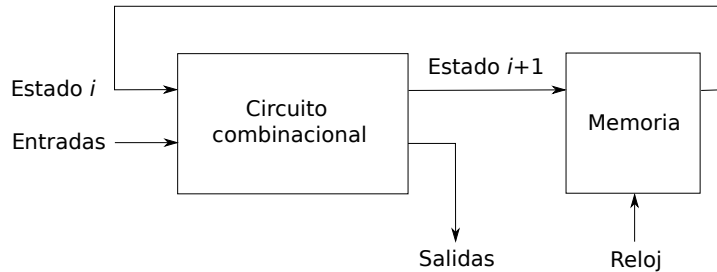 Estado i+1
Estado i
Circuito
combinacional
Memoria
Entradas
Salidas
Reloj